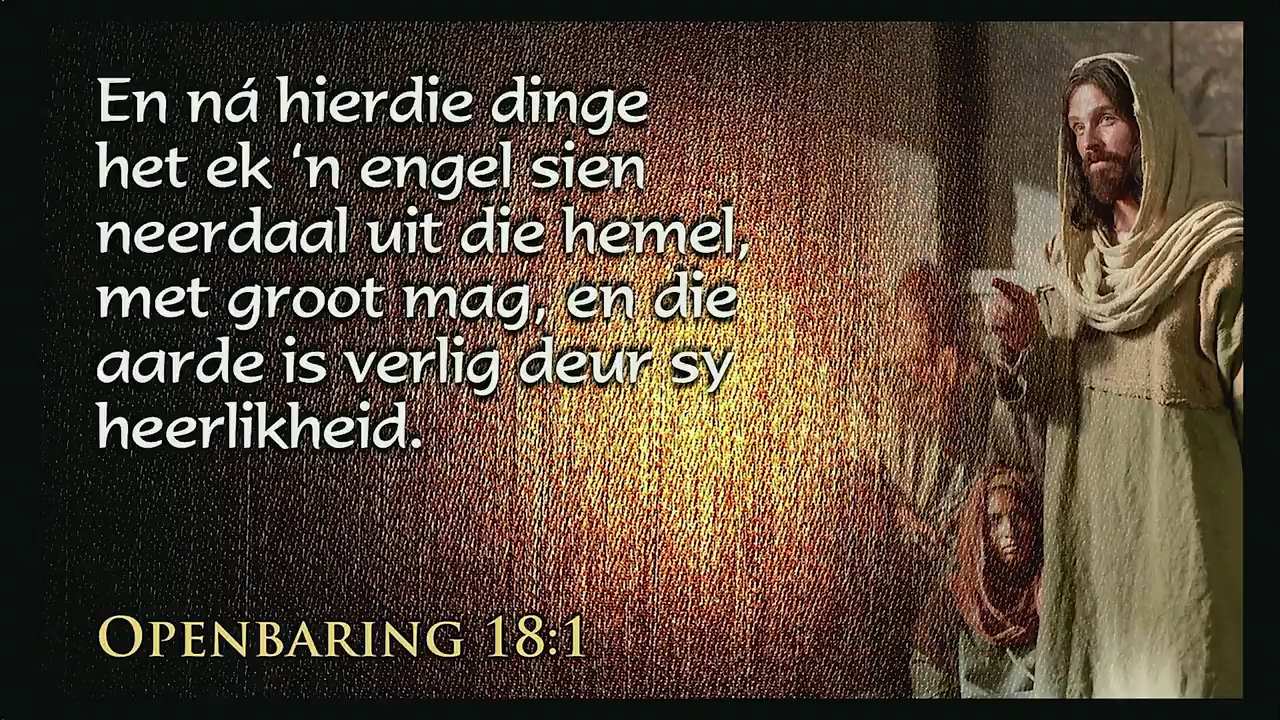 En ná hierdie dinge
het ek ‘n engel sien
neerdaal uit die hemel,
met groot mag, en die
aarde is verlig deur sy
heerlikheid.
OPENBARING 18:1